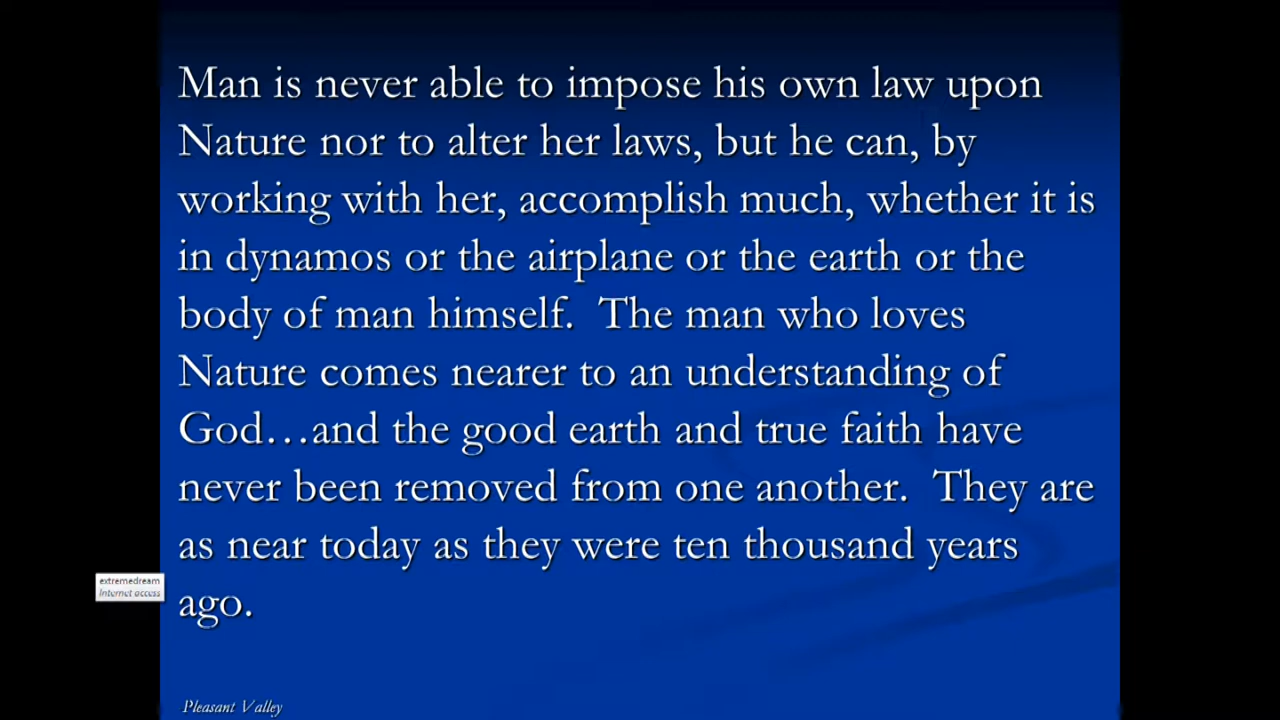 Man is never able to impose his own law upon
Nature nor to alter her laws, but he can, by
working with her, accomplish much, whether it is
in dynamos or the airplane or the earth or the
body of man himself.  The man who loves
Nature comes nearer to an understanding of
God…and the good earth and true faith have
never been removed from one another.  They are
as near today as they were ten thousand years
ago.
extremedream
Internet access
Pleasant Valley